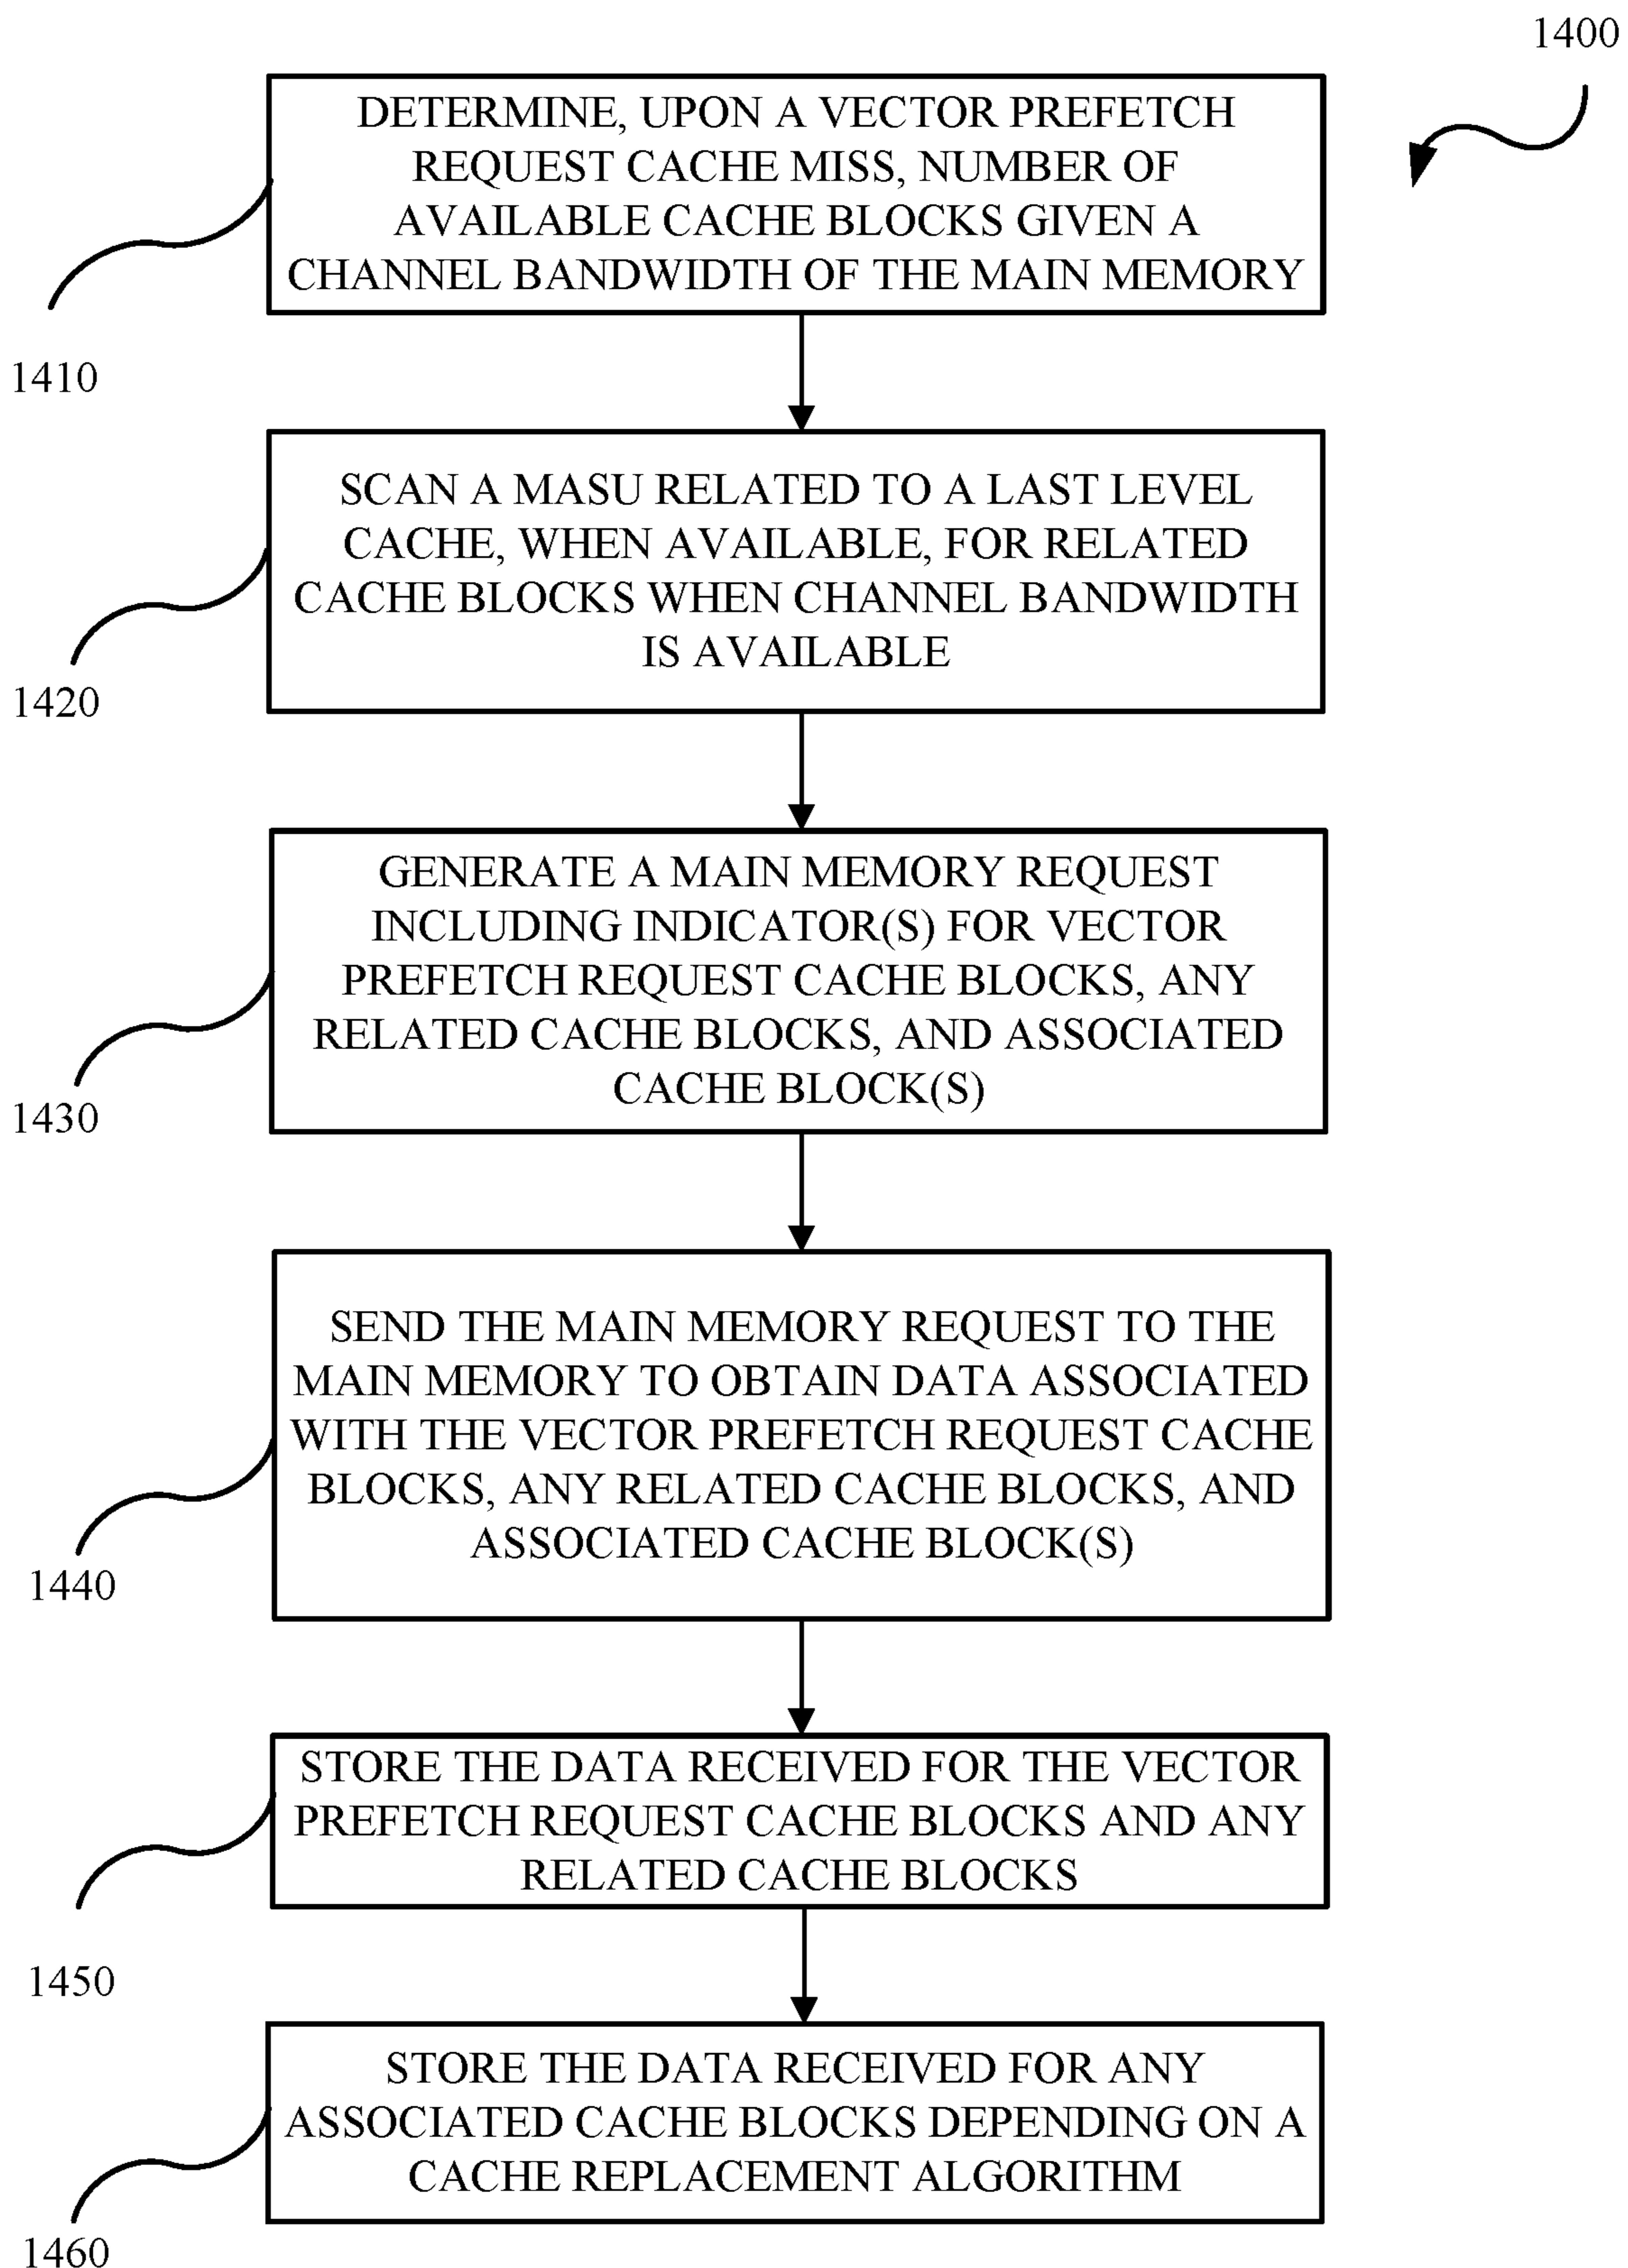 1400
DETERMINE, UPON A VECTOR PREFETCH
REQUEST CACHE MISS, NUMBER OF
AVAILABLE CACHE BLOCKS GIVEN A
CHANNEL BANDWIDTH OF THE MAIN MEMORY
1410
SCAN A MASU RELATED TO A LAST LEVEL
CACHE, WHEN AVAILABLE, FOR RELATED
CACHE BLOCKS WHEN CHANNEL BANDWIDTH
IS AVAILABLE
1420
GENERATE A MAIN MEMORY REQUEST
INCLUDING INDICATOR(S) FOR VECTOR
PREFETCH REQUEST CACHE BLOCKS, ANY
RELATED CACHE BLOCKS, AND ASSOCIATED
CACHE BLOCK(S)
1430
SEND THE MAIN MEMORY REQUEST TO THE
MAIN MEMORY TO OBTAIN DATA ASSOCIATED
WITH THE VECTOR PREFETCH REQUEST CACHE
BLOCKS, ANY RELATED CACHE BLOCKS, AND
ASSOCIATED CACHE BLOCK(S)
1440
STORE THE DATA RECEIVED FOR THE VECTOR
PREFETCH REQUEST CACHE BLOCKS AND ANY
RELATED CACHE BLOCKS
1450
STORE THE DATA RECEIVED FOR ANY
ASSOCIATED CACHE BLOCKS DEPENDING ON A
CACHE REPLACEMENT ALGORITHM
1460